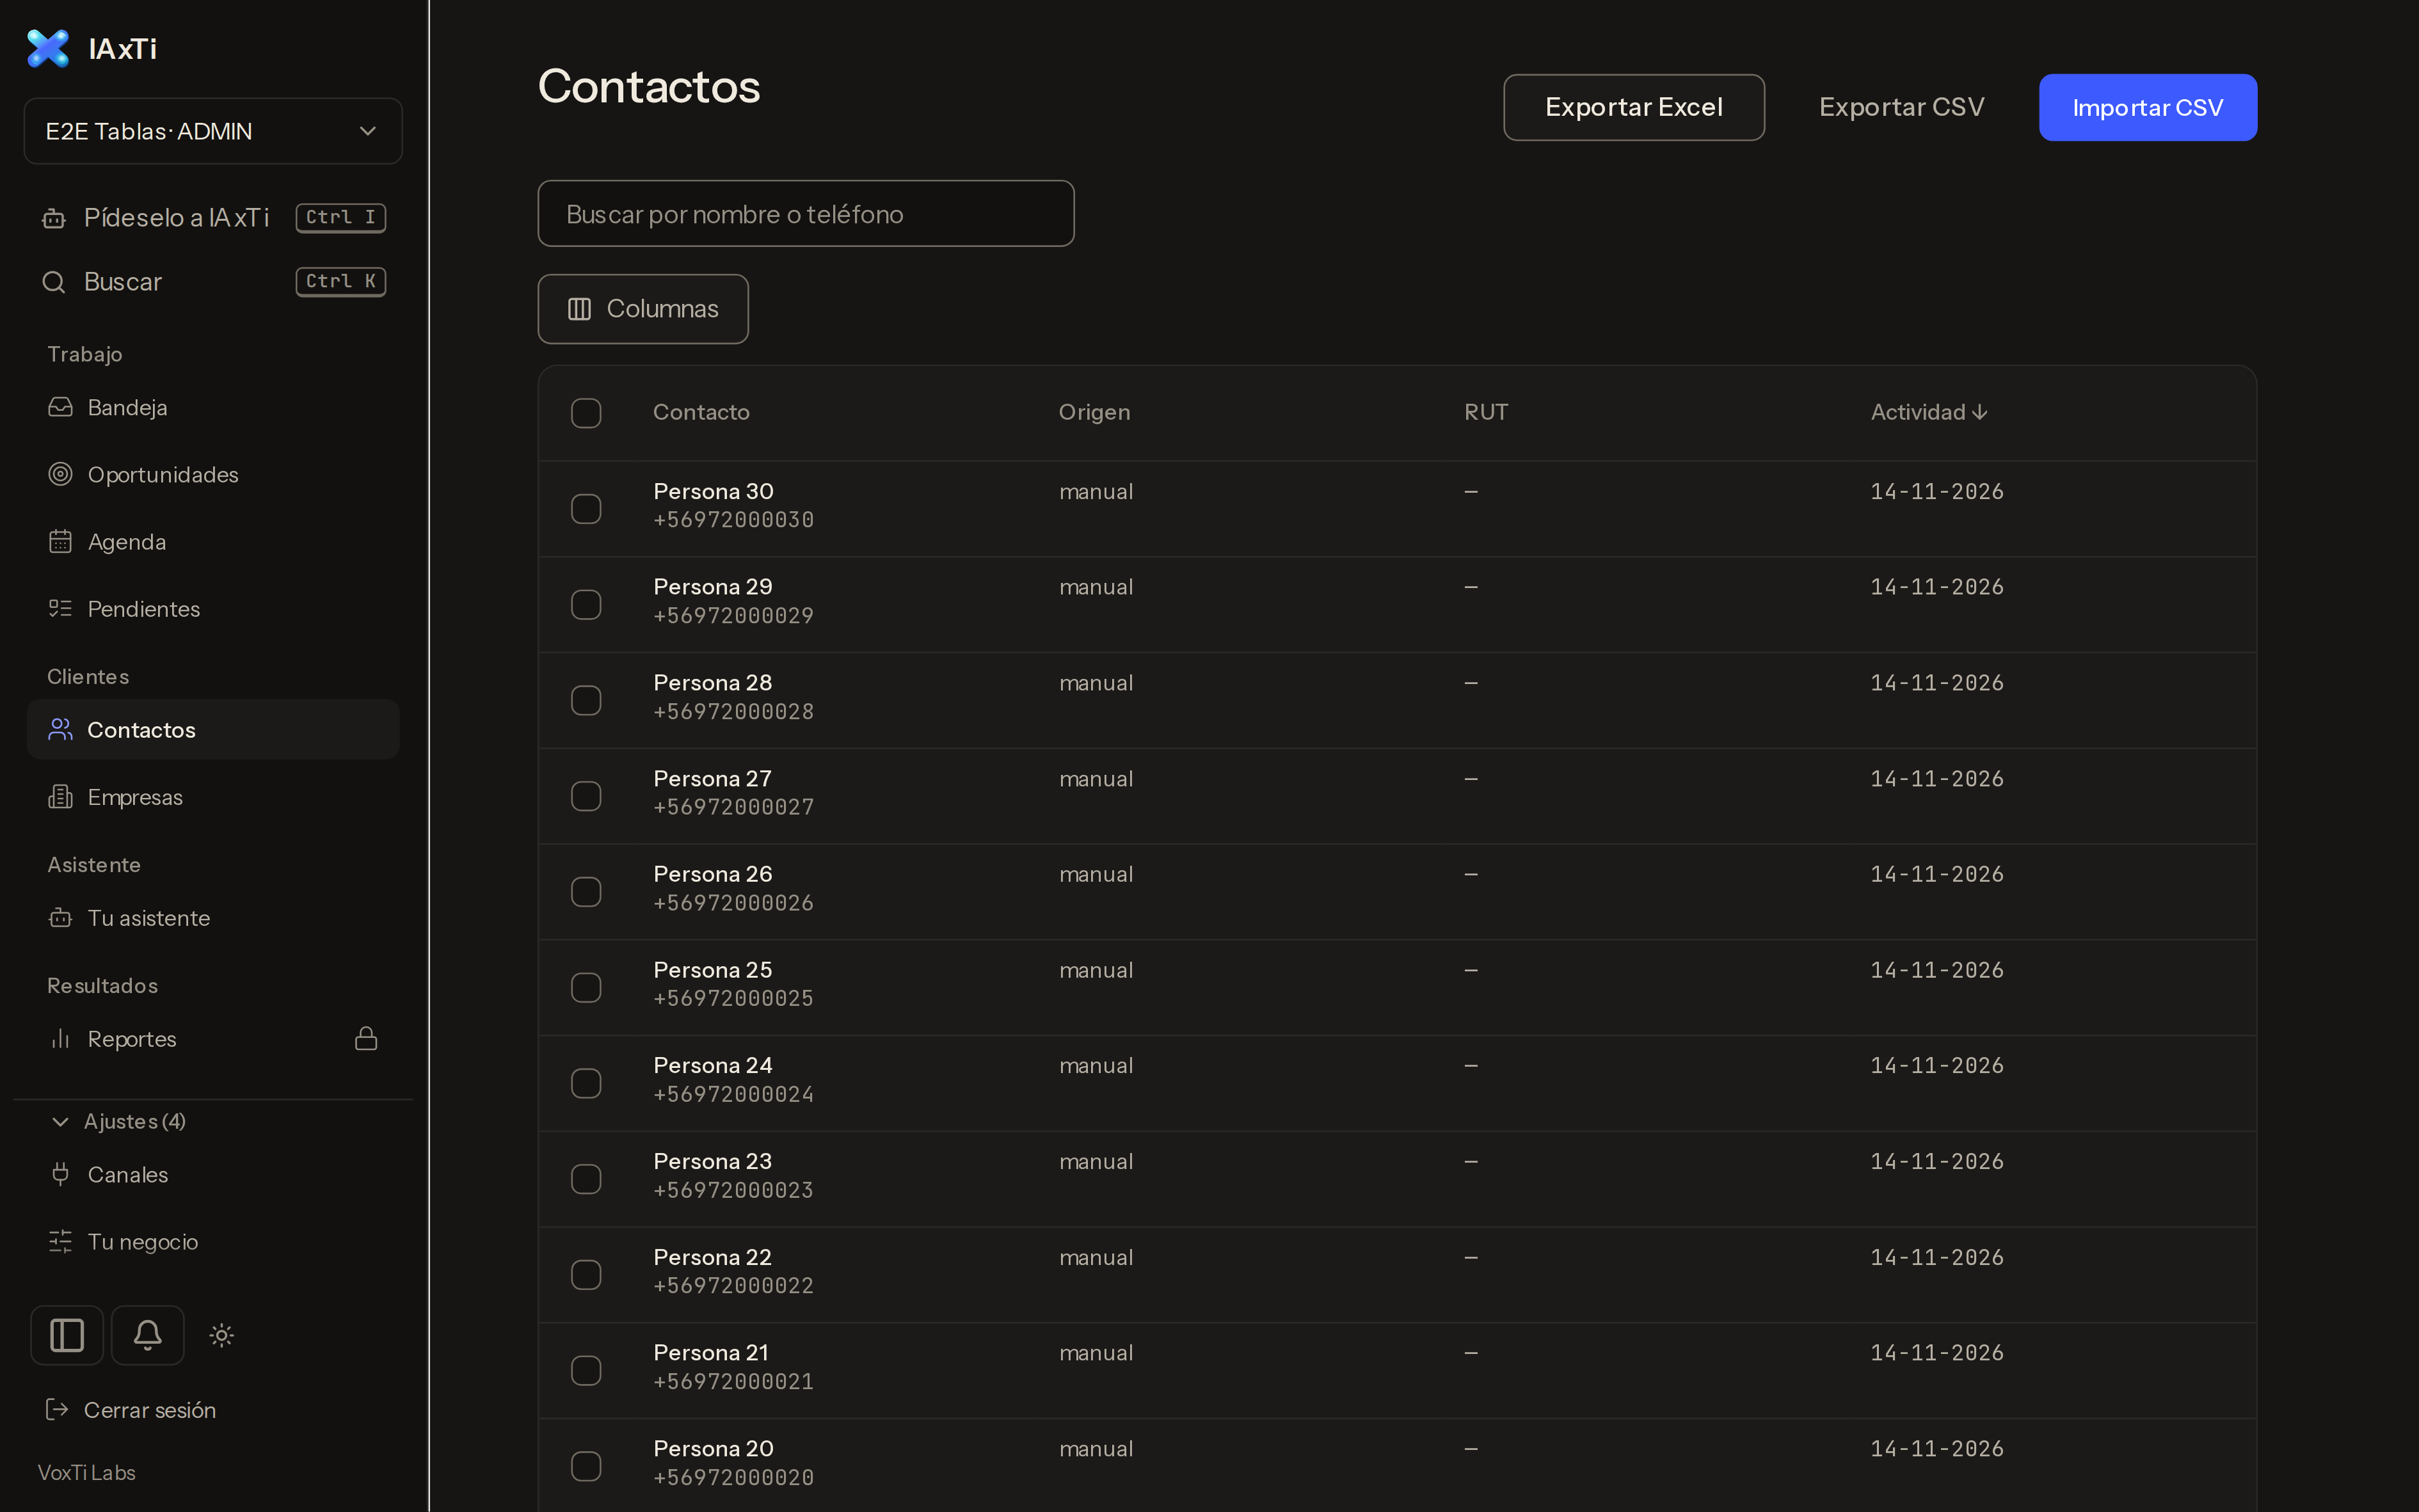 IAxTi
E2E Tablas · ADMIN
Pídeselo a IAxTi
Ctrl I
Buscar
Ctrl K
Trabajo
Bandeja
Oportunidades
Agenda
Pendientes
Clientes
Contactos
Empresas
Asistente
Tu asistente
Resultados
Reportes
Ajustes (4)
Canales
Tu negocio
Cerrar sesión
VoxTi Labs
Contactos
Exportar Excel
Exportar CSV
Importar CSV
Buscar por nombre o teléfono
Columnas
Contacto Origen RUT Actividad ↓
Persona 30 manual — 14-11-2026
+56972000030
Persona 29 manual — 14-11-2026
+56972000029
Persona 28 manual — 14-11-2026
+56972000028
Persona 27 manual — 14-11-2026
+56972000027
Persona 26 manual — 14-11-2026
+56972000026
Persona 25 manual — 14-11-2026
+56972000025
Persona 24 manual — 14-11-2026
+56972000024
Persona 23 manual — 14-11-2026
+56972000023
Persona 22 manual — 14-11-2026
+56972000022
Persona 21 manual — 14-11-2026
+56972000021
Persona 20 manual — 14-11-2026
+56972000020